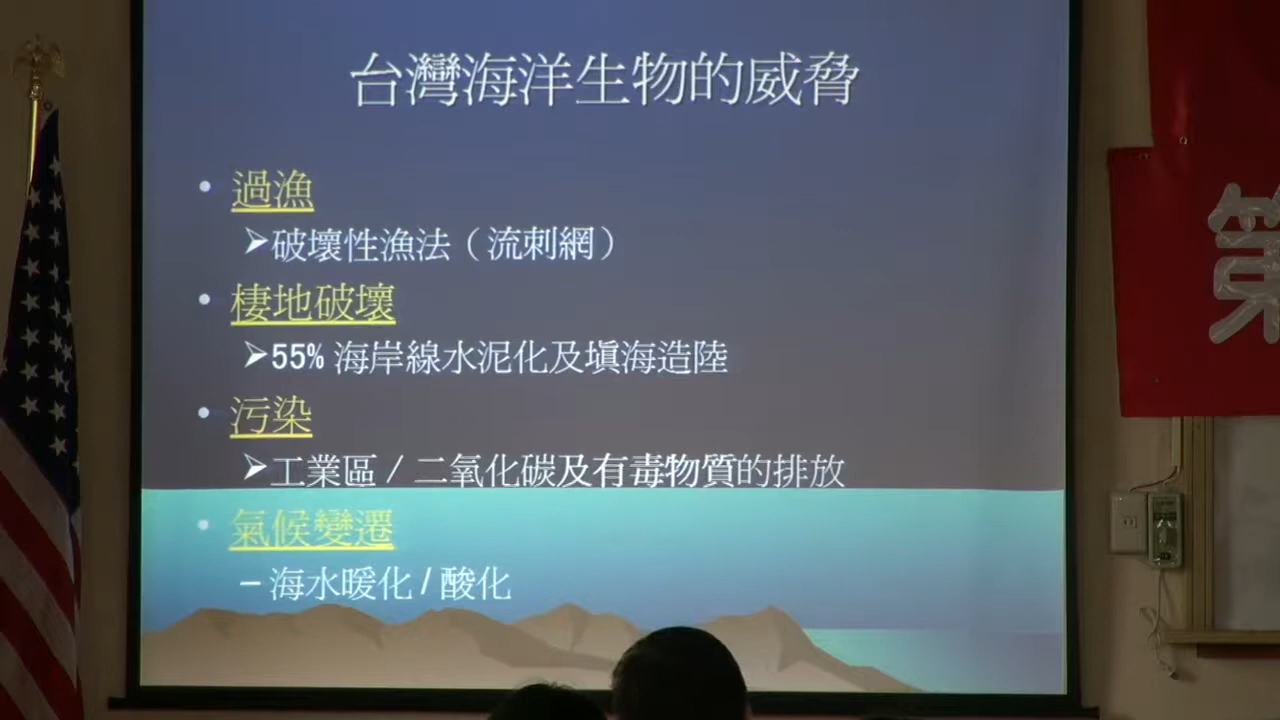 台灣海洋生物的威脅
• 過漁
➢破壞性漁法（流刺網）
• 棲地破壞
➢55% 海岸線水泥化及填海造陸
• 污染
➢工業區／二氧化碳及有毒物質的排放
• 氣候變遷
– 海水暖化 / 酸化
第